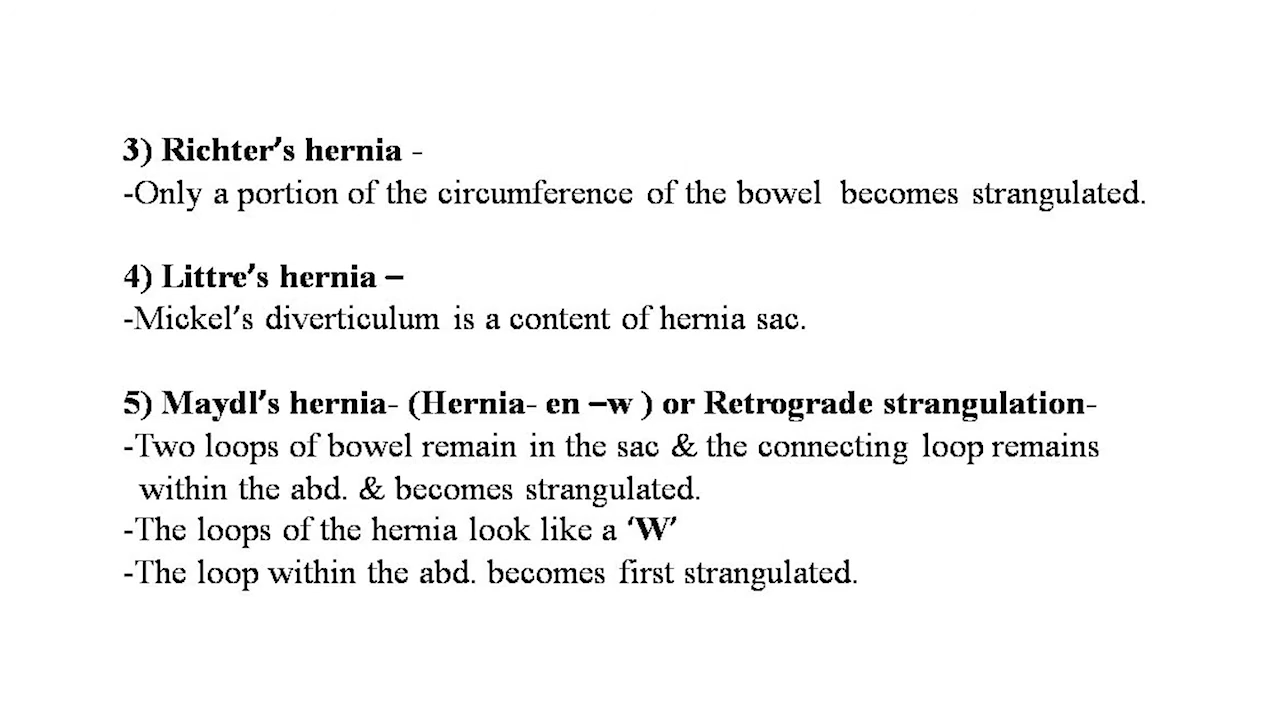 3) Richter's hernia -
-Only a portion of the circumference of the bowel becomes strangulated.
4) Littre's hernia –
-Mickel's diverticulum is a content of hernia sac.
5) Maydl's hernia- (Hernia- en –w ) or Retrograde strangulation-
-Two loops of bowel remain in the sac & the connecting loop remains
within the abd. & becomes strangulated.
-The loops of the hernia look like a 'W'
-The loop within the abd. becomes first strangulated.